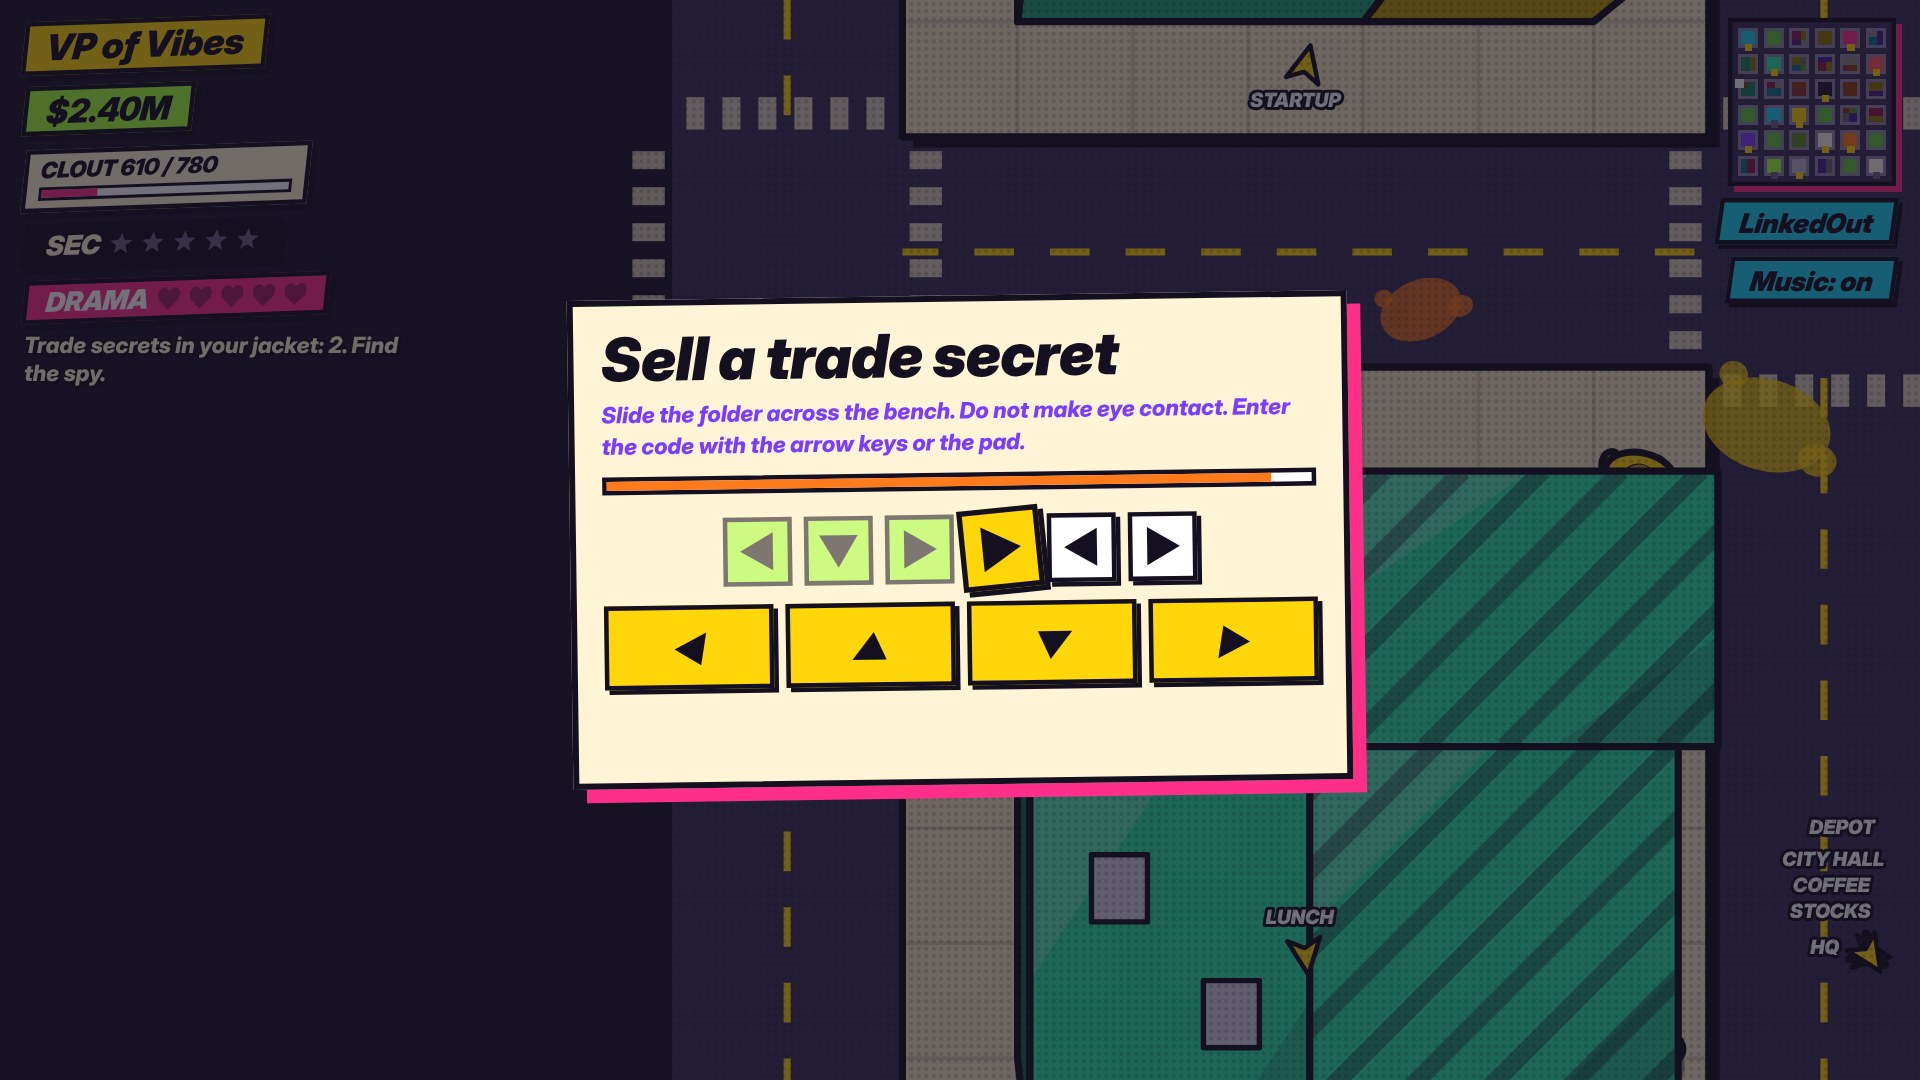 VP of Vibes
$2.40M
CLOUT 610 / 780
SEC
DRAMA
Trade secrets in your jacket: 2. Find
the spy.
STARTUP
LinkedOut
Music: on
Sell a trade secret
Slide the folder across the bench. Do not make eye contact. Enter
the code with the arrow keys or the pad.
LUNCH
DEPOT
CITY HALL
COFFEE
STOCKS
HQ